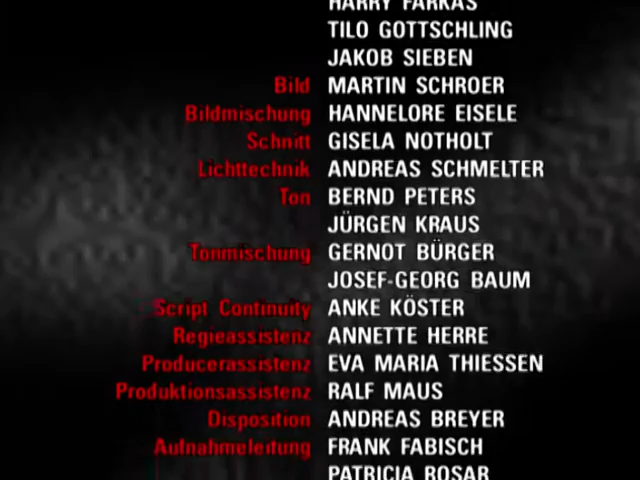 HARRY FARKAS
TILO GOTTSCHLING
JAKOB SIEBEN
Bild MARTIN SCHROER
Bildmischung HANNELORE EISELE
Schnitt GISELA NOTHOLT
Lichttechnik ANDREAS SCHMELTER
Ton BERND PETERS
JÜRGEN KRAUS
Tonmischung GERNOT BÜRGER
JOSEF-GEORG BAUM
Script Continuity ANKE KÖSTER
Regieassistenz ANNETTE HERRE
Producerassistenz EVA MARIA THIESSEN
Produktionsassistenz RALF MAUS
Disposition ANDREAS BREYER
Aufnahmeleitung FRANK FABISCH
PATRICIA ROSAR